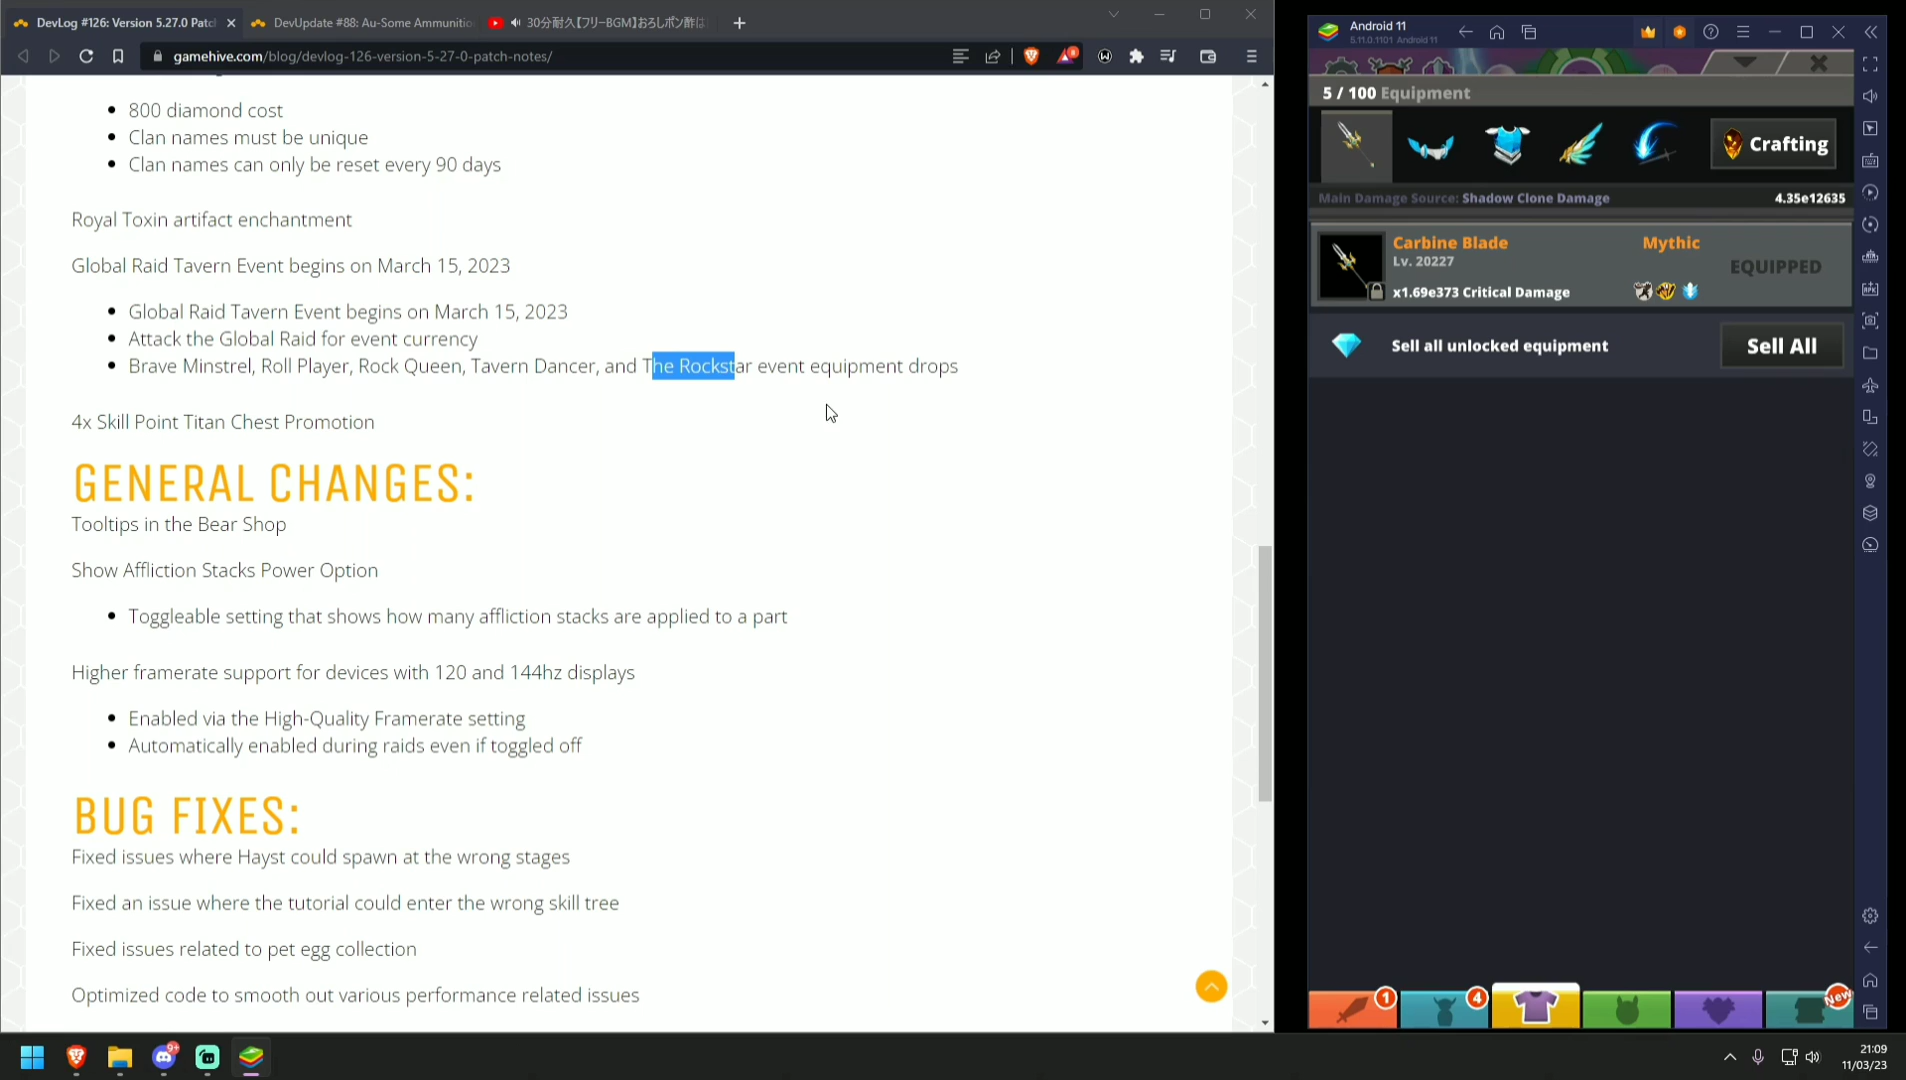 DevLog #126: Version 5.27.0 Patc
DevUpdate #88: Au-Some Ammunitio
30分耐久【フリーBGM】おろしポン酢は
gamehive.com/blog/devlog-126-version-5-27-0-patch-notes/
800 diamond cost
Clan names must be unique
Clan names can only be reset every 90 days
Royal Toxin artifact enchantment
Global Raid Tavern Event begins on March 15, 2023
Global Raid Tavern Event begins on March 15, 2023
Attack the Global Raid for event currency
Brave Minstrel, Roll Player, Rock Queen, Tavern Dancer, and The Rockstar event equipment drops
4x Skill Point Titan Chest Promotion
GENERAL CHANGES:
Tooltips in the Bear Shop
Show Affliction Stacks Power Option
Toggleable setting that shows how many affliction stacks are applied to a part
Higher framerate support for devices with 120 and 144hz displays
Enabled via the High-Quality Framerate setting
Automatically enabled during raids even if toggled off
BUG FIXES:
Fixed issues where Hayst could spawn at the wrong stages
Fixed an issue where the tutorial could enter the wrong skill tree
Fixed issues related to pet egg collection
Optimized code to smooth out various performance related issues
Android 11
5.11.0.1101 Android 11
5 / 100 Equipment
Crafting
Main Damage Source: Shadow Clone Damage
4.35e12635
Carbine Blade
Mythic
Lv. 20227
EQUIPPED
x1.69e373 Critical Damage
Sell all unlocked equipment
Sell All
1
4
New
9+
21:09
11/03/23